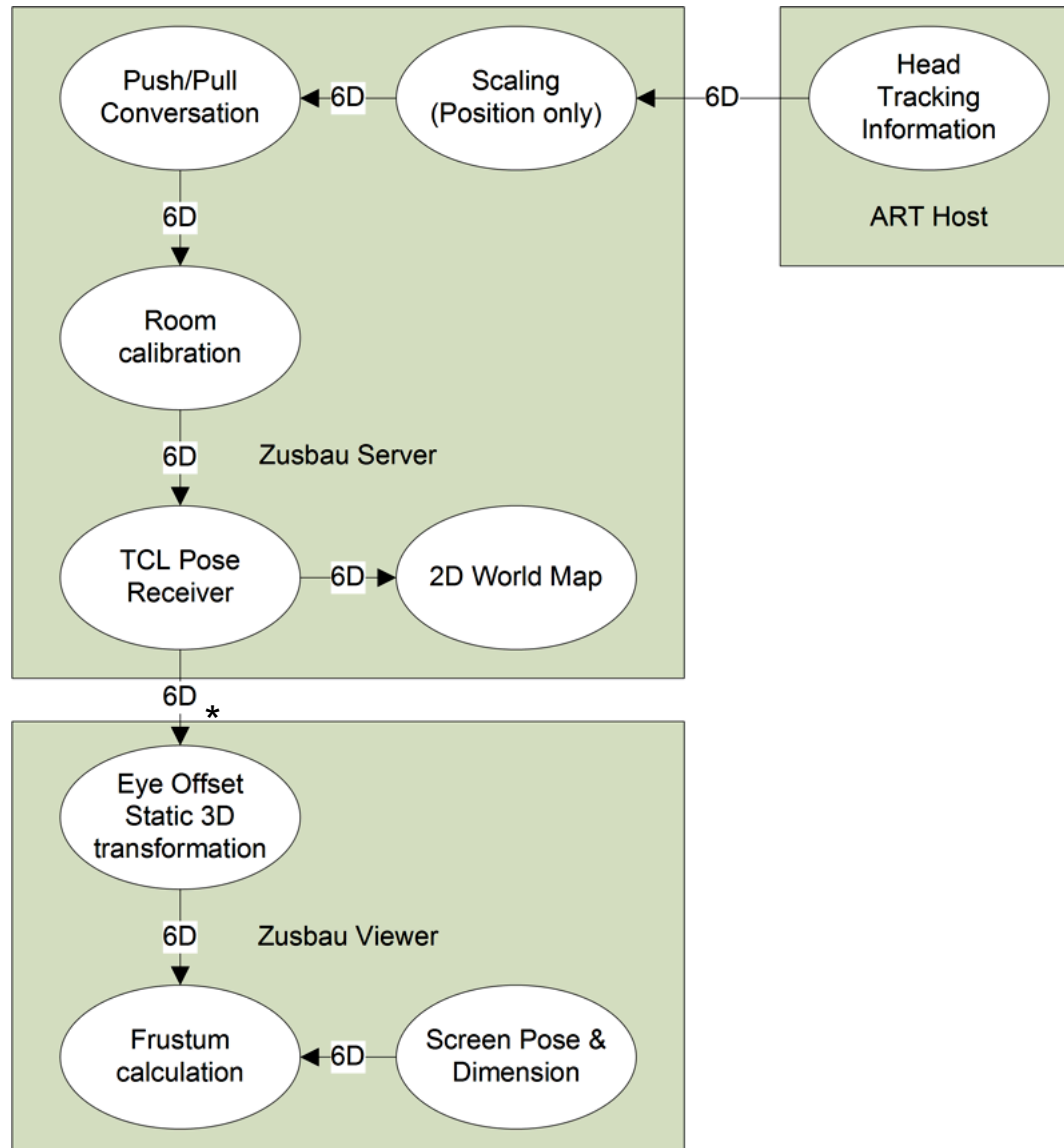 Push/Pull
Conversation
6D
Scaling
(Position only)
6D
Head
Tracking
Information
ART Host
6D
Room
calibration
6D
Zusbau Server
TCL Pose
Receiver
6D
2D World Map
6D
*
Eye Offset
Static 3D
transformation
6D
Zusbau Viewer
Frustum
calculation
6D
Screen Pose &
Dimension